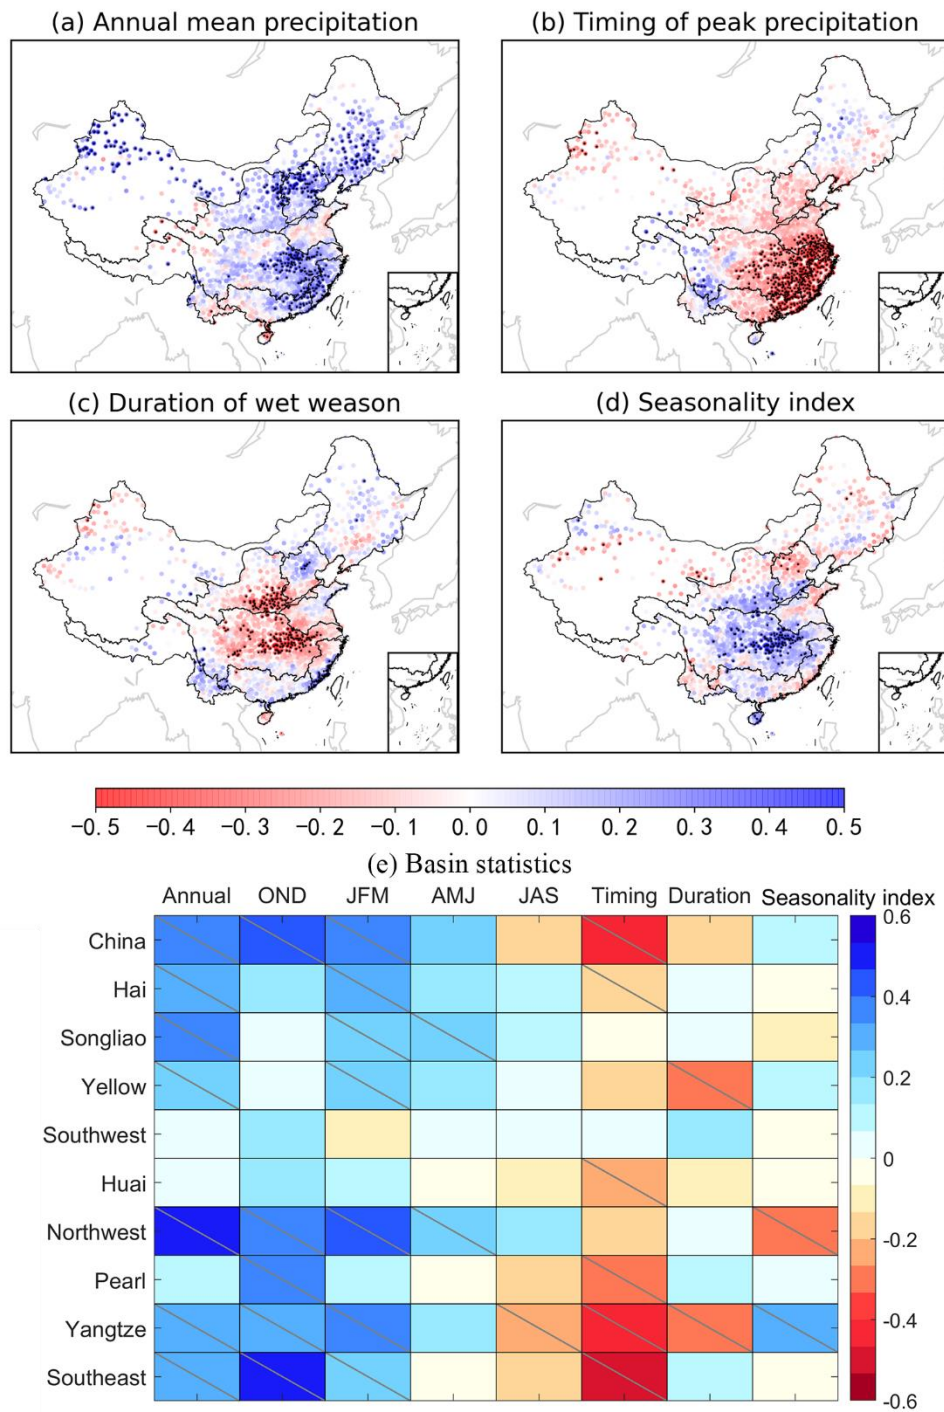 (a) Annual mean precipitation
(b) Timing of peak precipitation
(c) Duration of wet weason
(d) Seasonality index
−0.5 −0.4 −0.3 −0.2 −0.1 0.0 0.1 0.2 0.3 0.4 0.5
(e) Basin statistics
Annual OND JFM AMJ JAS Timing Duration Seasonality index
0.6
China
Hai
0.4
Songliao
0.2
Yellow
Southwest
0
Huai
Northwest
-0.2
Pearl
Yangtze
-0.4
Southeast
-0.6